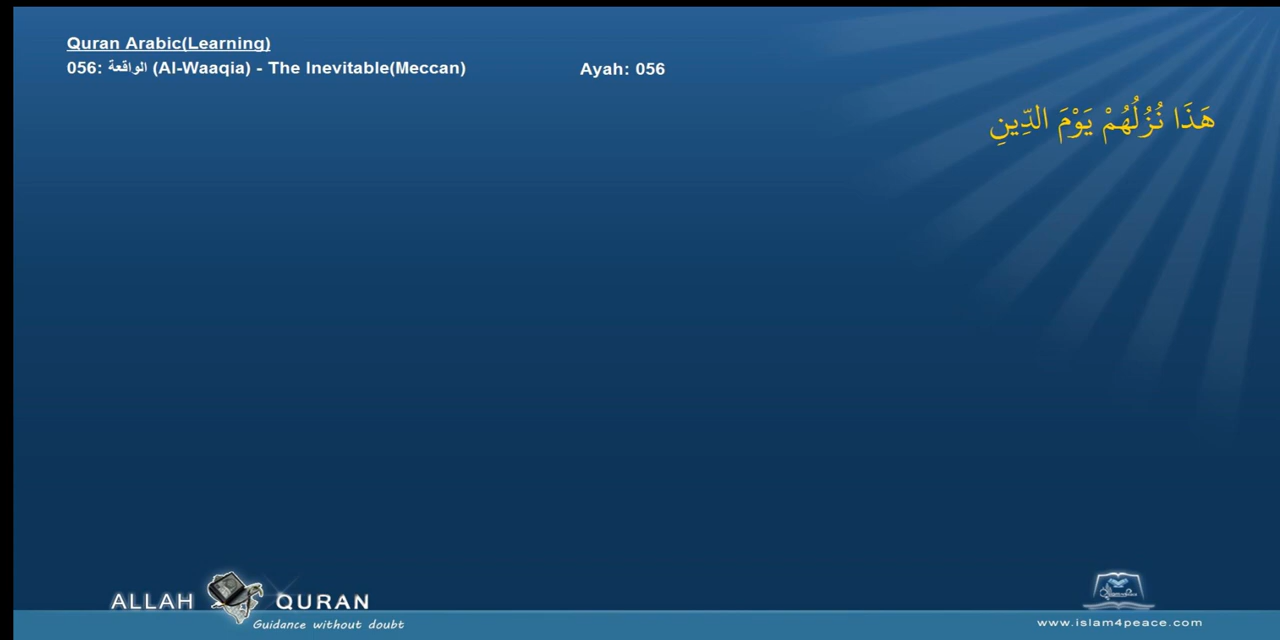 Quran Arabic(Learning)
056: الواقعة (Al-Waaqia) - The Inevitable(Meccan) Ayah: 056
هَذَا نُزُلُهُمْ يَوْمَ الدِّينِ
ALLAH QURAN
Guidance without doubt
www.islam4peace.com